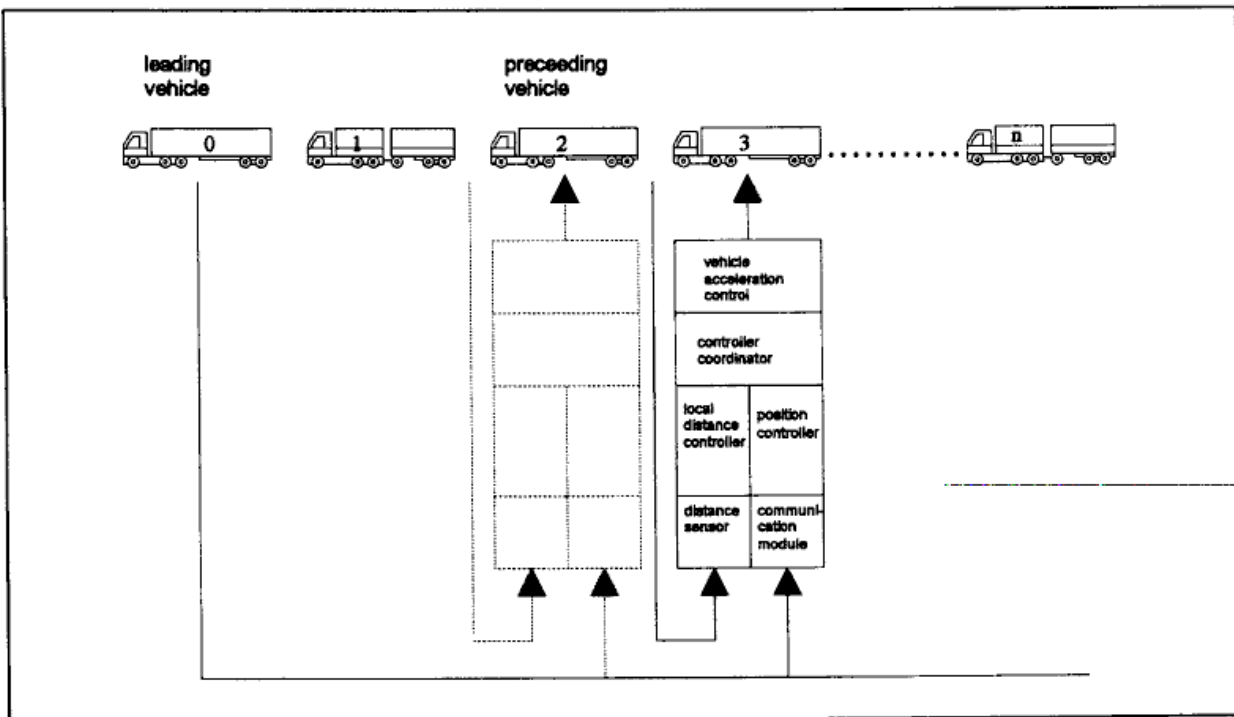 leading
vehicle
preceeding
vehicle
0
1
2
3
n
vehicle
acceleration
control
controller
coordinator
local
distance
controller
position
controller
distance
sensor
communi-
cation
module